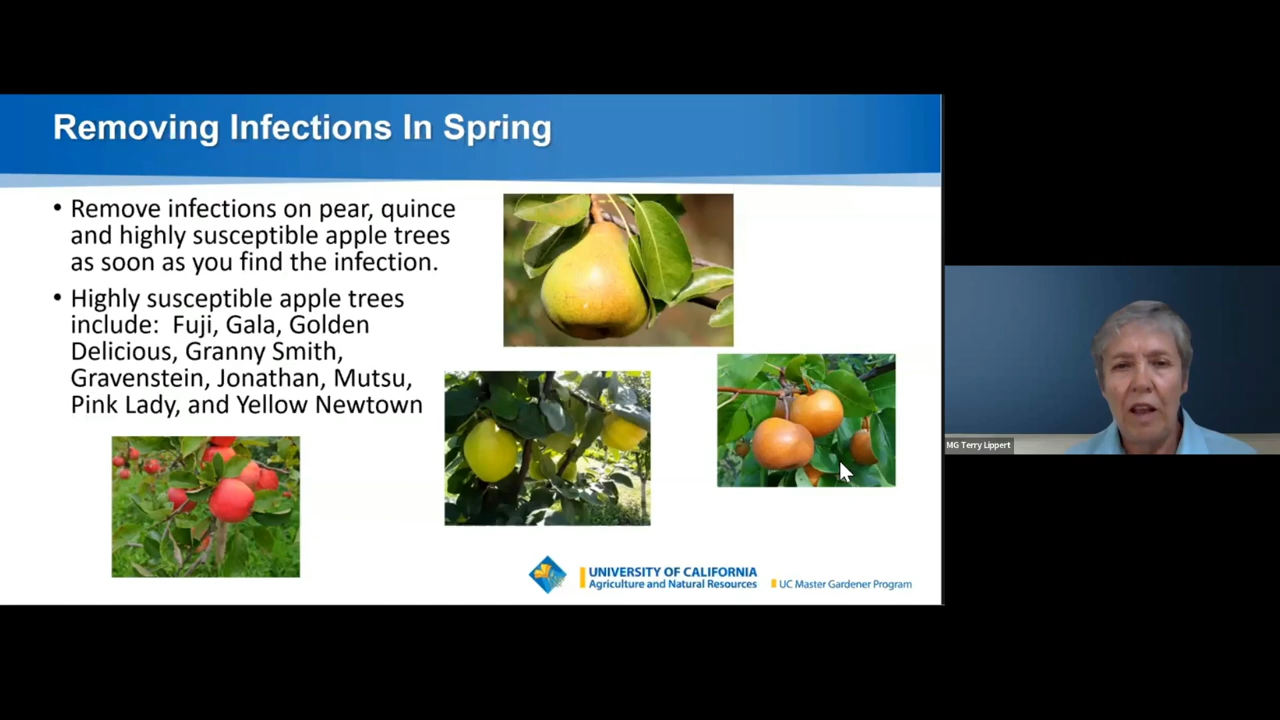 Removing Infections In Spring
• Remove infections on pear, quince
and highly susceptible apple trees
as soon as you find the infection.
• Highly susceptible apple trees
include: Fuji, Gala, Golden
Delicious, Granny Smith,
Gravenstein, Jonathan, Mutsu,
Pink Lady, and Yellow Newtown
MG Terry Lippert
UNIVERSITY OF CALIFORNIA
Agriculture and Natural Resources
UC Master Gardener Program